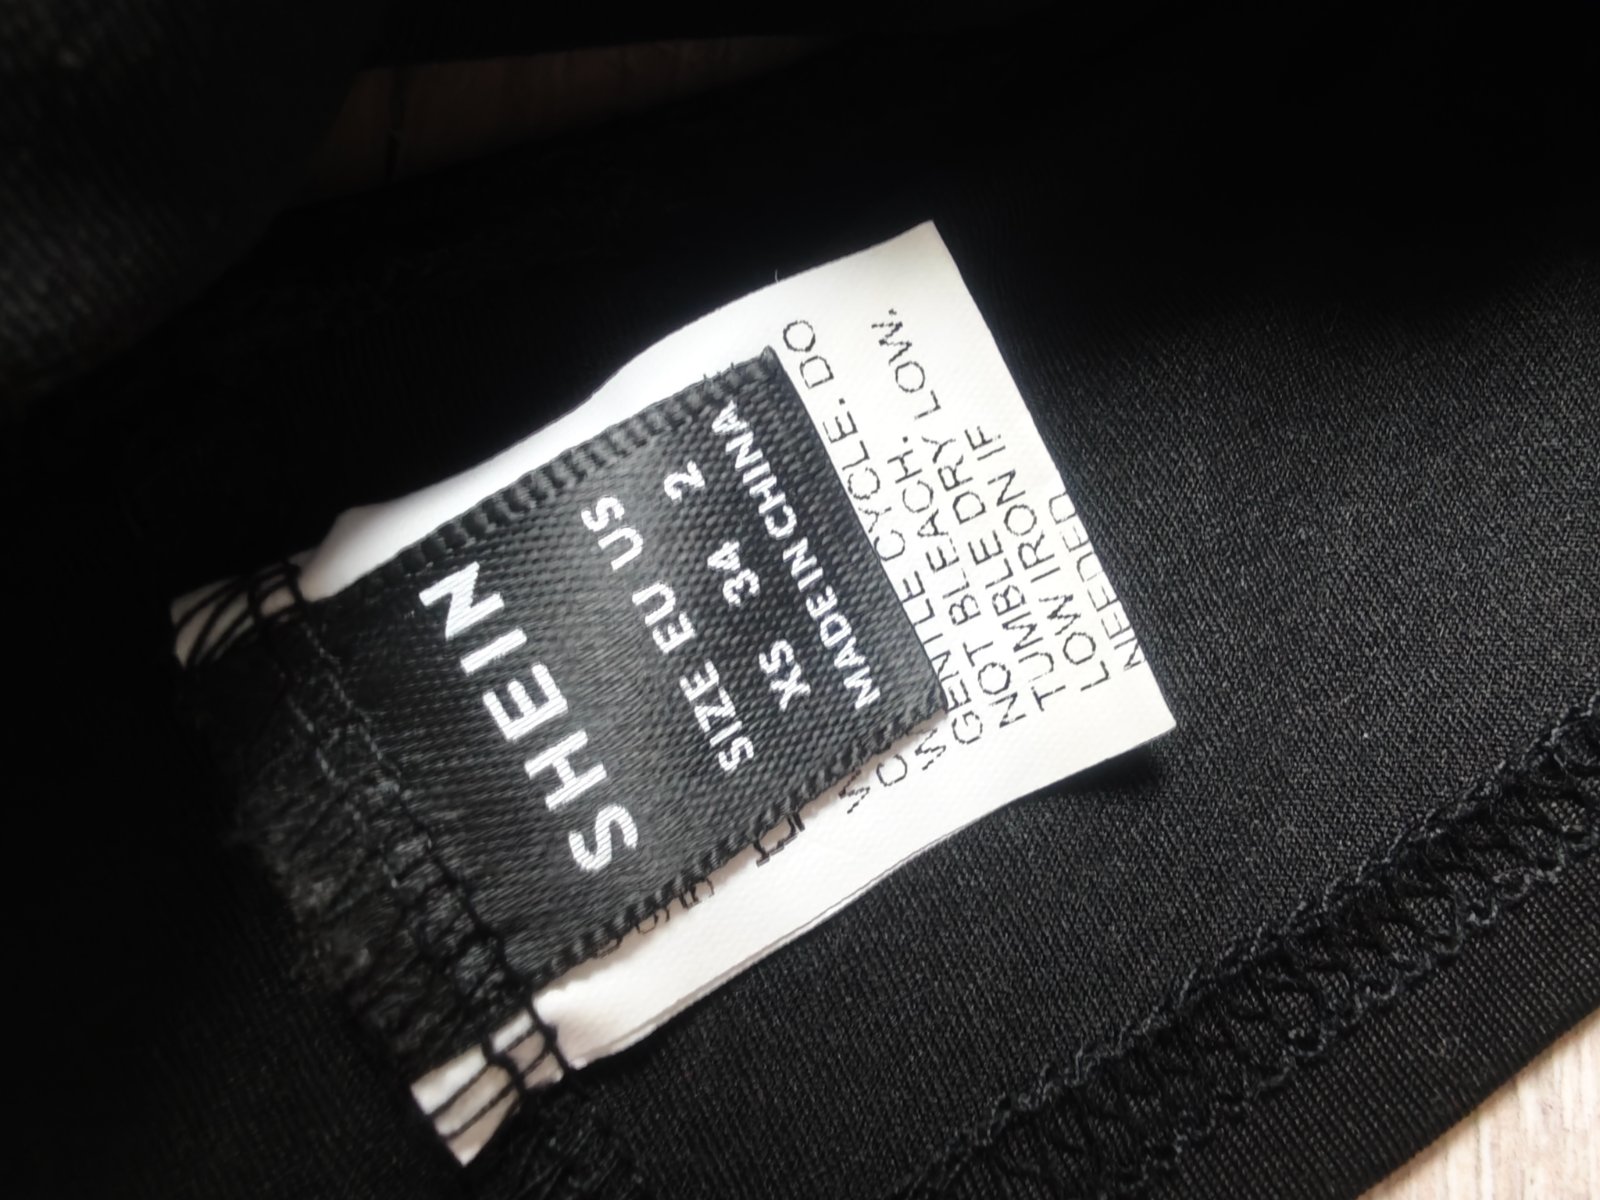 SHEIN
SIZE EU US
XS 34 2
MADE IN CHINA
GENTLE CYCLE. DO
NOT BLEACH.
TUMBLE DRY LOW.
LOW IRON IF
NEEDED